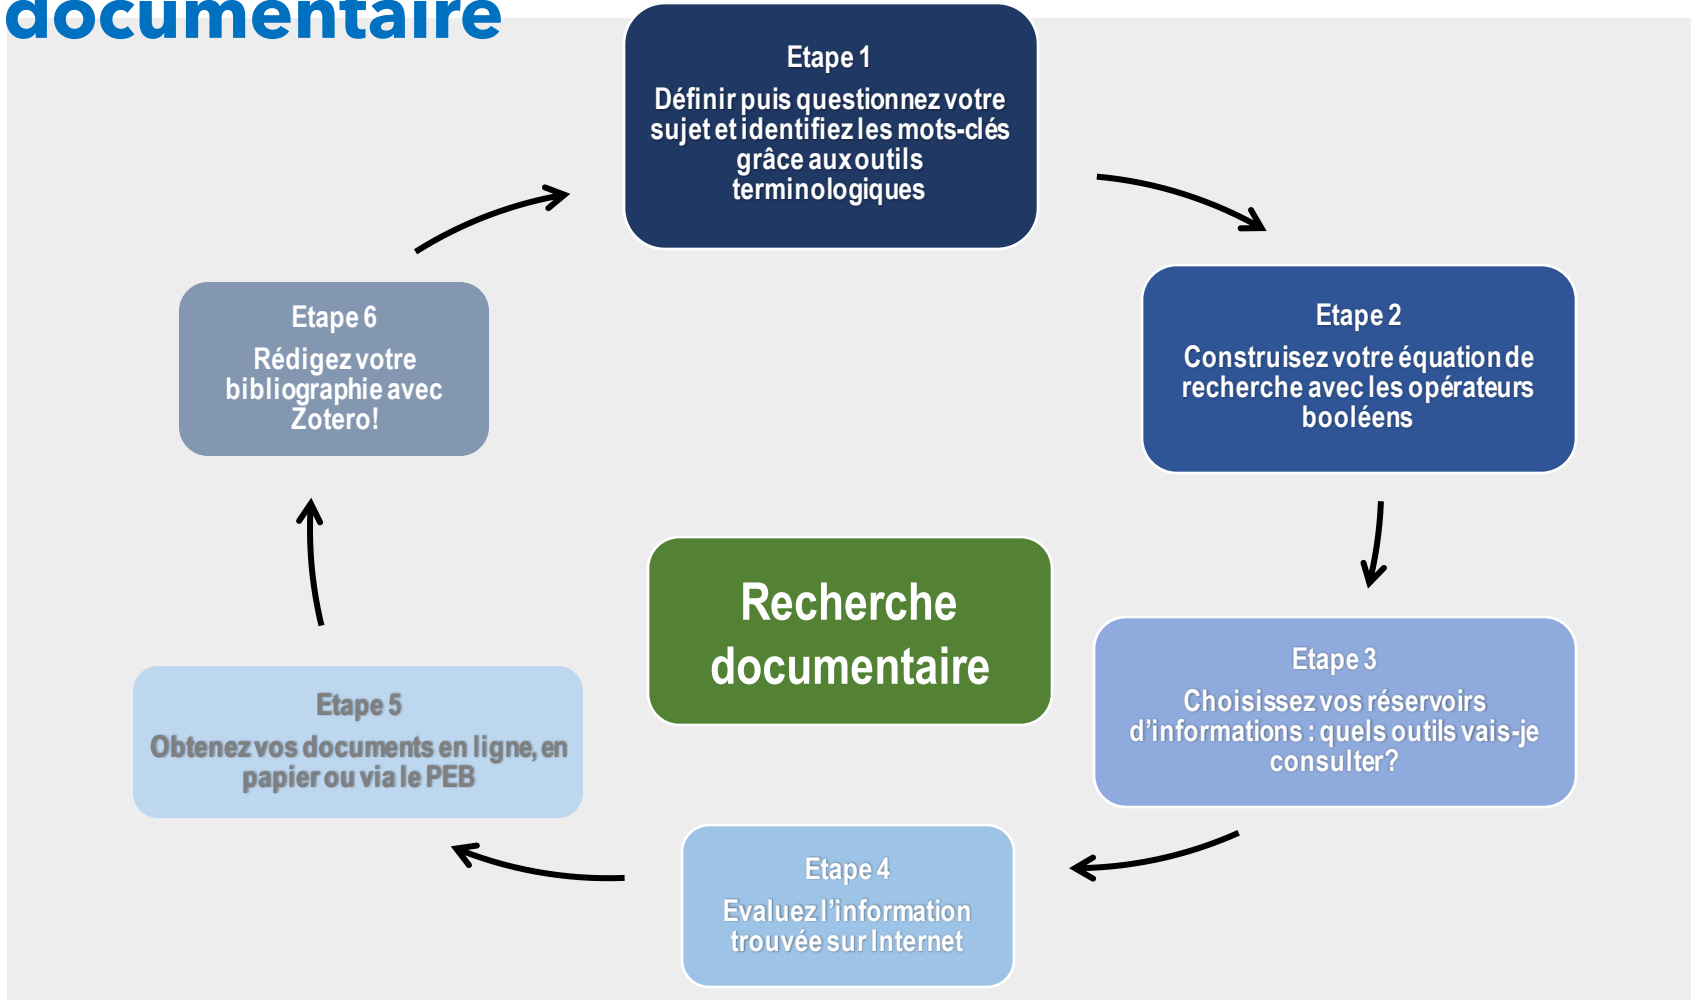 documentaire
Etape 1
Définir puis questionnez votre
sujet et identifiez les mots-clés
grâce aux outils
terminologiques
Etape 2
Construisez votre équation de
recherche avec les opérateurs
booléens
Etape 3
Choisissez vos réservoirs
d’informations : quels outils vais-je
consulter?
Etape 4
Evaluez l’information
trouvée sur Internet
Etape 5
Obtenez vos documents en ligne, en
papier ou via le PEB
Etape 6
Rédigez votre
bibliographie avec
Zotero!
Recherche
documentaire